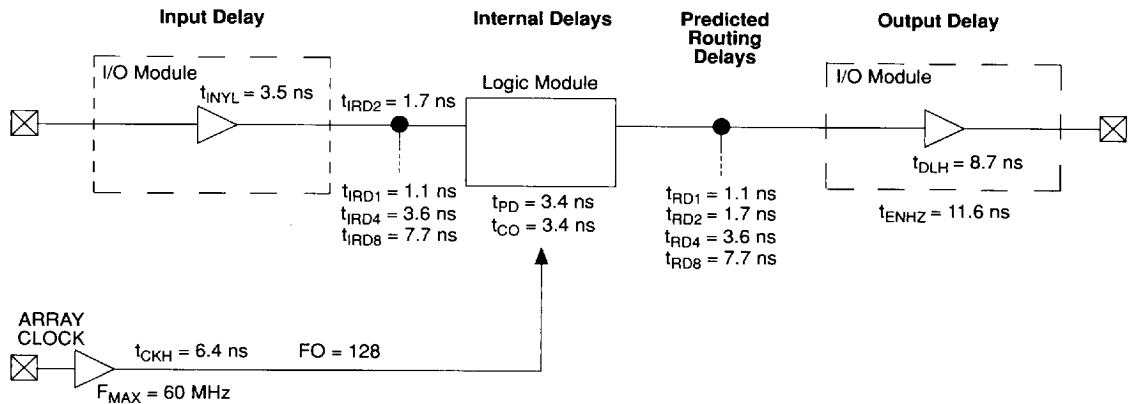 Input Delay
Internal Delays
Predicted
Routing
Delays
Output Delay
I/O Module
tINYL = 3.5 ns
tIRD2 = 1.7 ns
Logic Module
I/O Module
tDLH = 8.7 ns
tIRD1 = 1.1 ns
tIRD4 = 3.6 ns
tIRD8 = 7.7 ns
tPD = 3.4 ns
tCO = 3.4 ns
tRD1 = 1.1 ns
tRD2 = 1.7 ns
tRD4 = 3.6 ns
tRD8 = 7.7 ns
tENHZ = 11.6 ns
ARRAY
CLOCK
tCKH = 6.4 ns
FO = 128
FMAX = 60 MHz